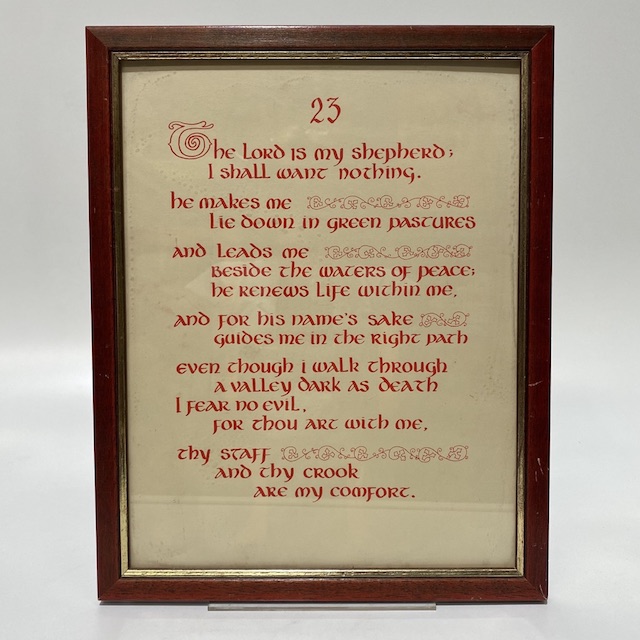 23
The Lord is my shepherd;
I shall want nothing.
he makes me
lie down in green pastures
and leads me
beside the waters of peace;
he renews life within me,
and for his name's sake
guides me in the right path
even though i walk through
a valley dark as death
I fear no evil,
for thou art with me,
thy staff
and thy crook
are my comfort.